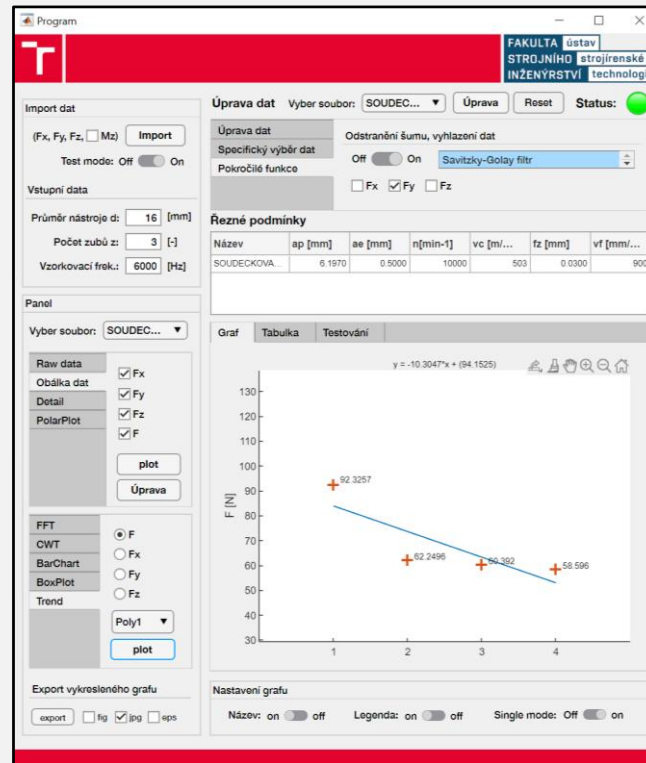 Program
FAKULTA ústav
STROJNÍHO strojírenské
INŽENÝRSTVÍ technologi
Import dat
(Fx, Fy, Fz, Mz) Import
Test mode: Off On
Vstupní data
Průměr nástroje d: 16 [mm]
Počet zubů z: 3 [-]
Vzorkovací frek.: 6000 [Hz]
Panel
Vyber soubor: SOUDEC...
Raw data
Obálka dat
Detail
PolarPlot
Fx
Fy
Fz
F
plot
Úprava
FFT
CWT
BarChart
BoxPlot
Trend
F
Fx
Fy
Fz
Poly1
plot
Export vykresleného grafu
export fig jpg eps
Úprava dat Vyber soubor: SOUDEC... Úprava Reset Status:
Úprava dat
Specifický výběr dat
Pokročilé funkce
Odstranění šumu, vyhlazení dat
Off On Savitzky-Golay filtr
Fx Fy Fz
Řezné podmínky
Název ap [mm] ae [mm] n[min-1] vc [m/... fz [mm] vf [mm/...
SOUDECKOVA... 6.1970 0.5000 10000 503 0.0300 900
Graf Tabulka Testování
y = -10.3047*x + (94.1525)
F [N]
130
120
110
100
90
80
70
60
50
40
30
92.3257
62.2496
60.392
58.596
1 2 3 4
Nastavení grafu
Název: on off Legenda: on off Single mode: Off on